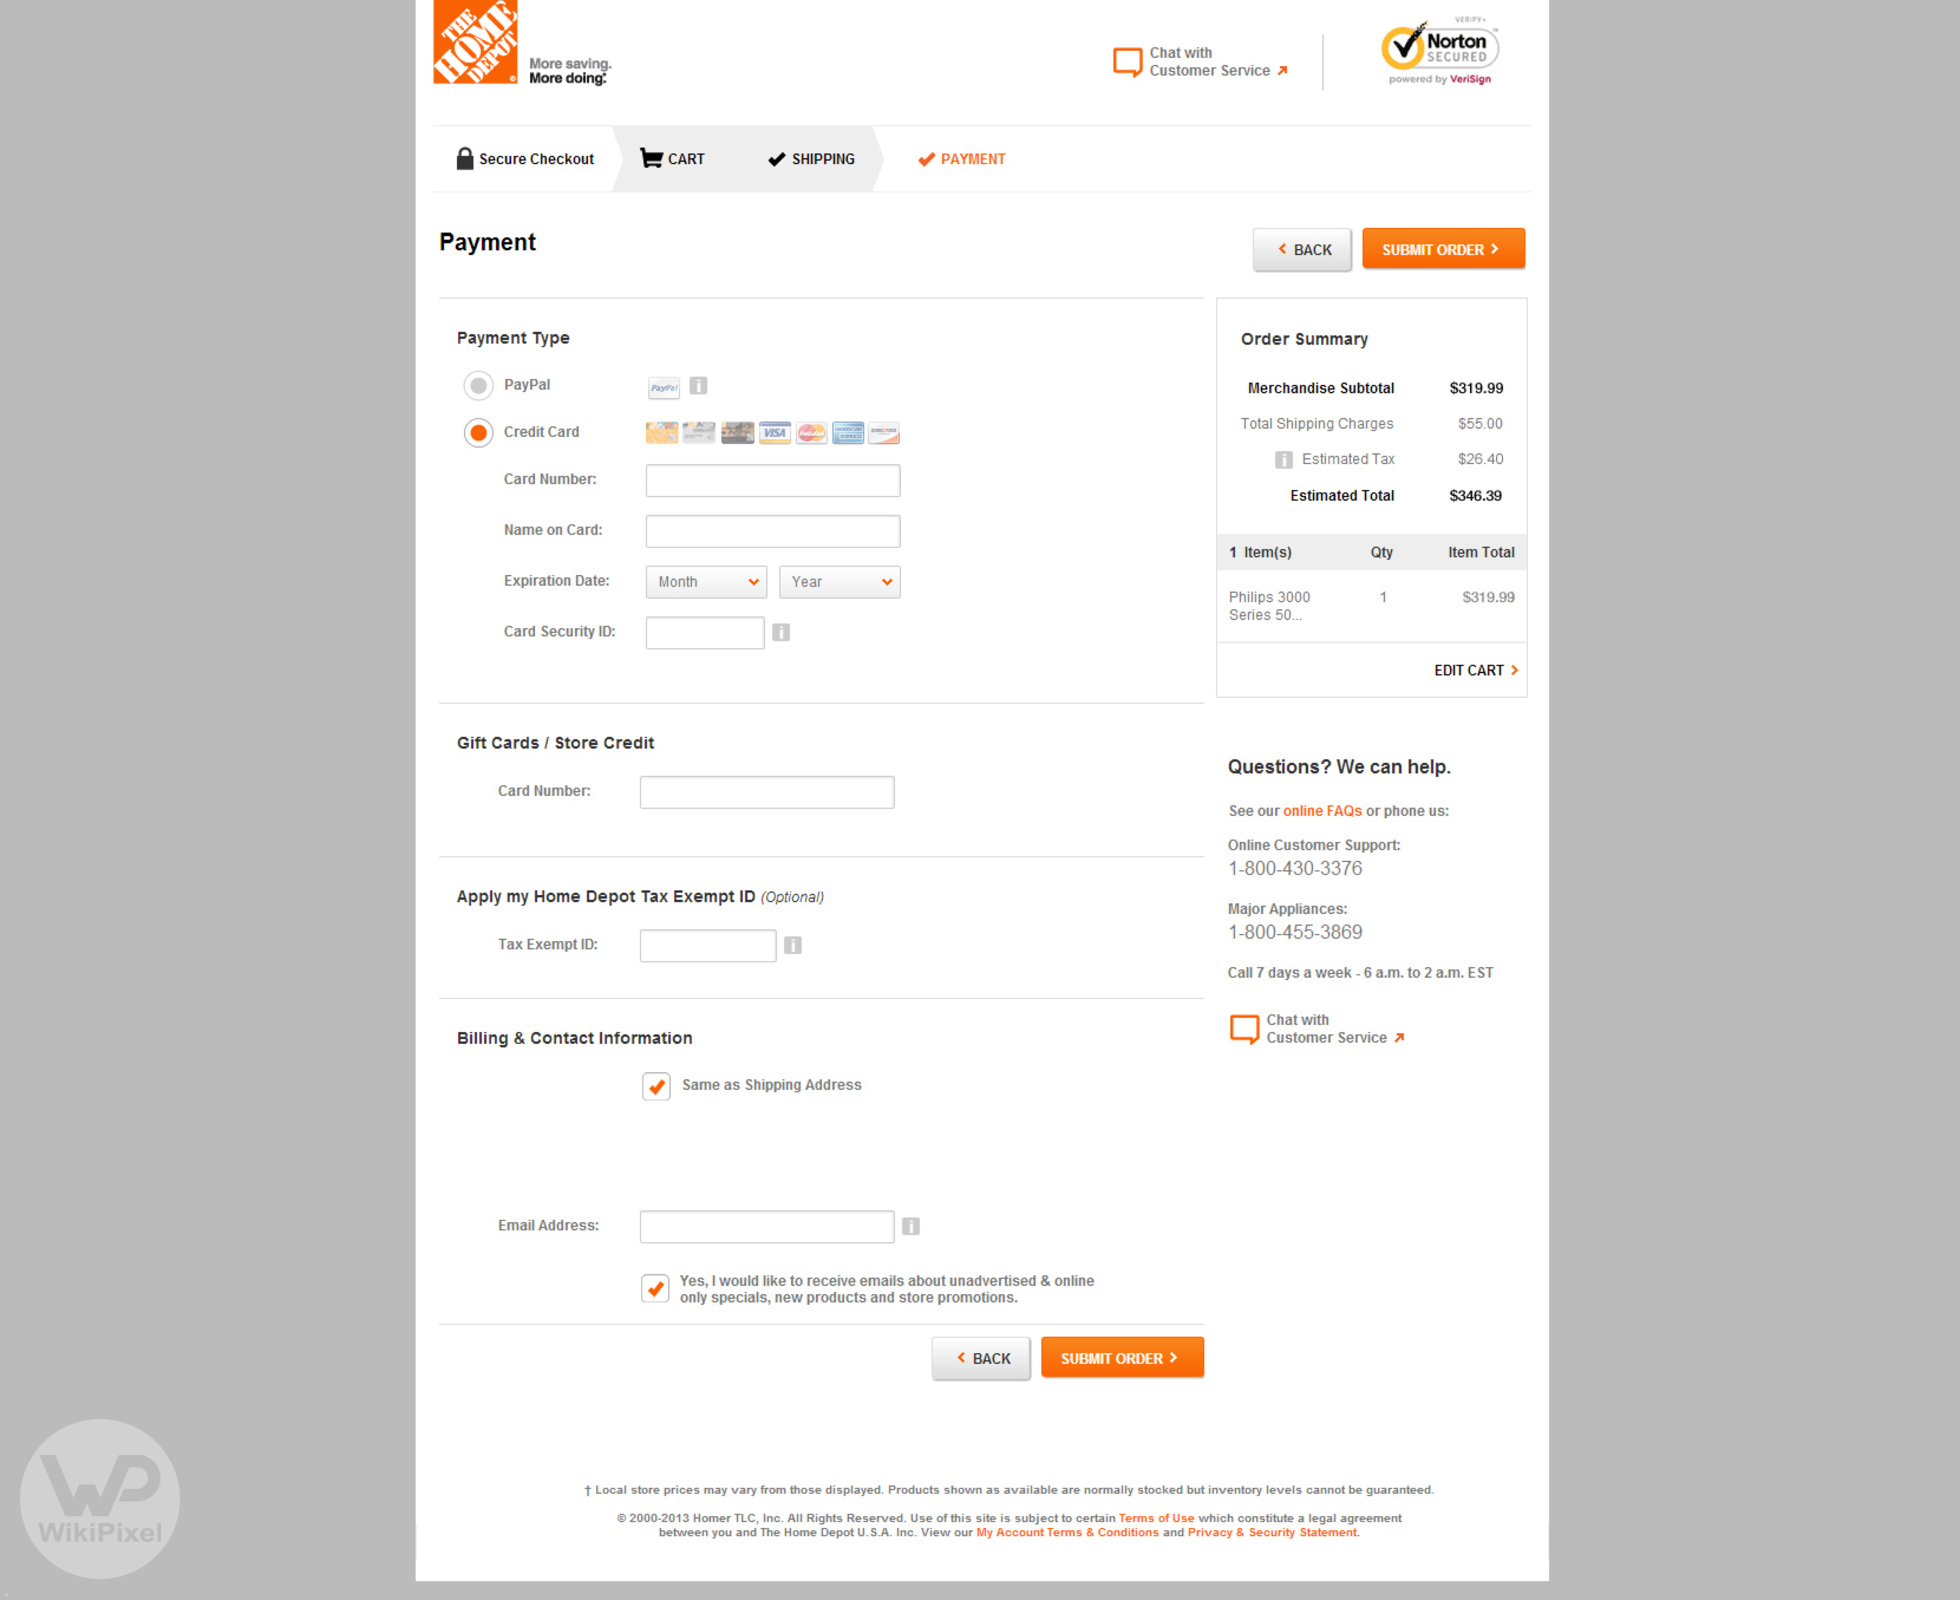 THE
HOME
DEPOT
More saving.
More doing.
Chat with
Customer Service
VERIFY
Norton
SECURED
powered by VeriSign
Secure Checkout
CART
SHIPPING
PAYMENT
Payment
BACK
SUBMIT ORDER
Payment Type
PayPal
PayPal
i
Credit Card
VISA
MasterCard
AMERICAN
EXPRESS
DISCOVER
Card Number:
Name on Card:
Expiration Date:
Month
Year
Card Security ID:
i
Order Summary
Merchandise Subtotal $319.99
Total Shipping Charges $55.00
i Estimated Tax $26.40
Estimated Total $346.39
1 Item(s) Qty Item Total
Philips 3000 1 $319.99
Series 50...
EDIT CART
Gift Cards / Store Credit
Card Number:
Apply my Home Depot Tax Exempt ID (Optional)
Tax Exempt ID:
i
Billing & Contact Information
Same as Shipping Address
Email Address:
i
Yes, I would like to receive emails about unadvertised & online
only specials, new products and store promotions.
BACK
SUBMIT ORDER
Questions? We can help.
See our online FAQs or phone us:
Online Customer Support:
1-800-430-3376
Major Appliances:
1-800-455-3869
Call 7 days a week - 6 a.m. to 2 a.m. EST
Chat with
Customer Service
† Local store prices may vary from those displayed. Products shown as available are normally stocked but inventory levels cannot be guaranteed.
© 2000-2013 Homer TLC, Inc. All Rights Reserved. Use of this site is subject to certain Terms of Use which constitute a legal agreement
between you and The Home Depot U.S.A. Inc. View our My Account Terms & Conditions and Privacy & Security Statement.
WP
WikiPixel